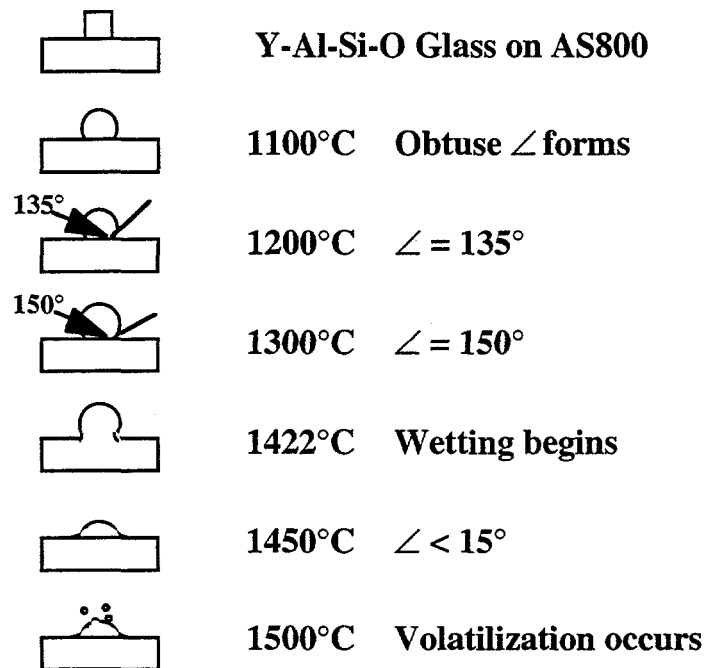 Y-Al-Si-O Glass on AS800
1100°C Obtuse ∠ forms
135°
1200°C ∠ = 135°
150°
1300°C ∠ = 150°
1422°C Wetting begins
1450°C ∠ < 15°
1500°C Volatilization occurs